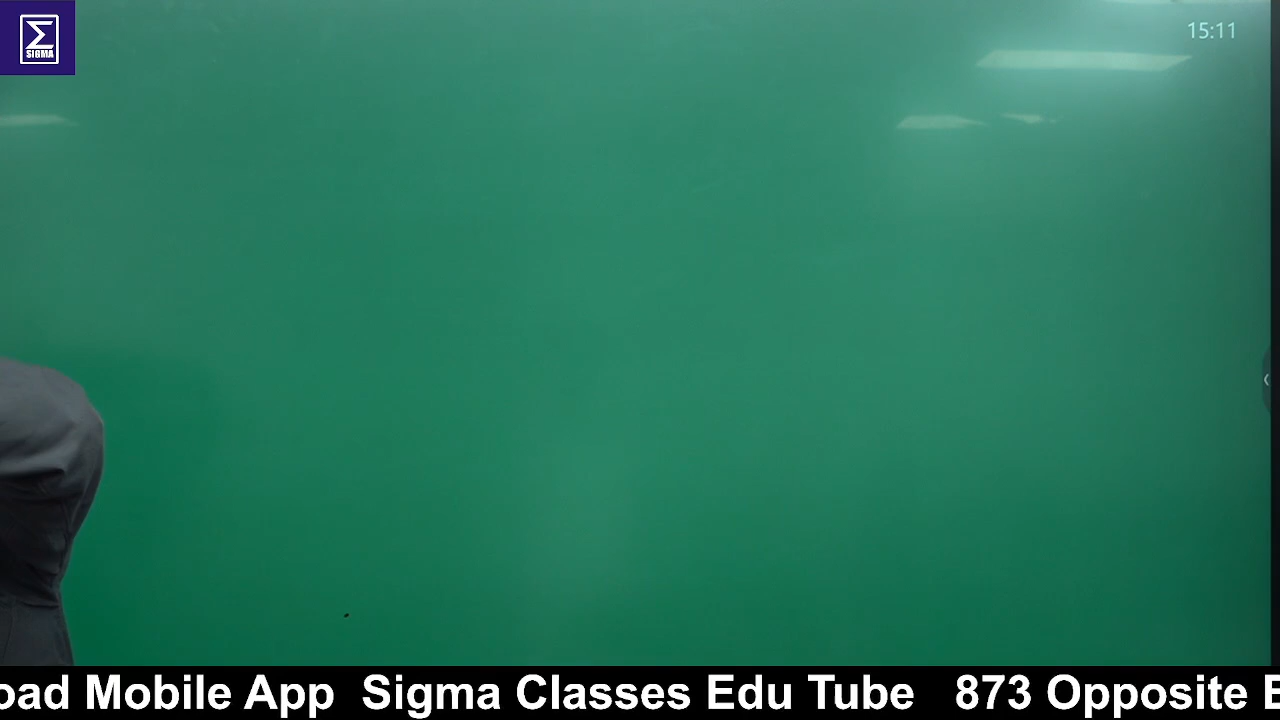 Σ
SIGMA
15:11
oad Mobile App Sigma Classes Edu Tube 873 Opposite E